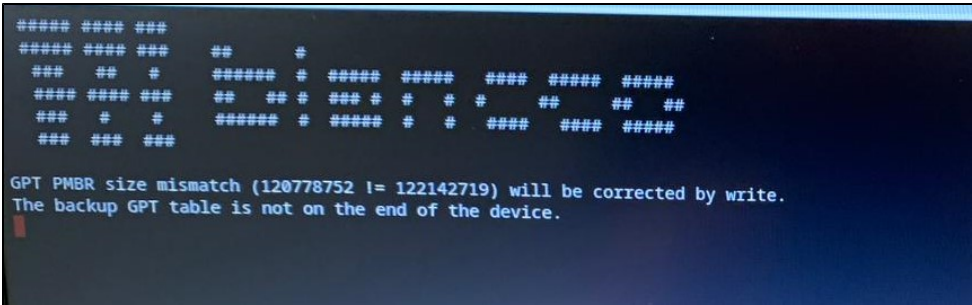 bianeco
GPT PMBR size mismatch (120778752 != 122142719) will be corrected by write.
The backup GPT table is not on the end of the device.